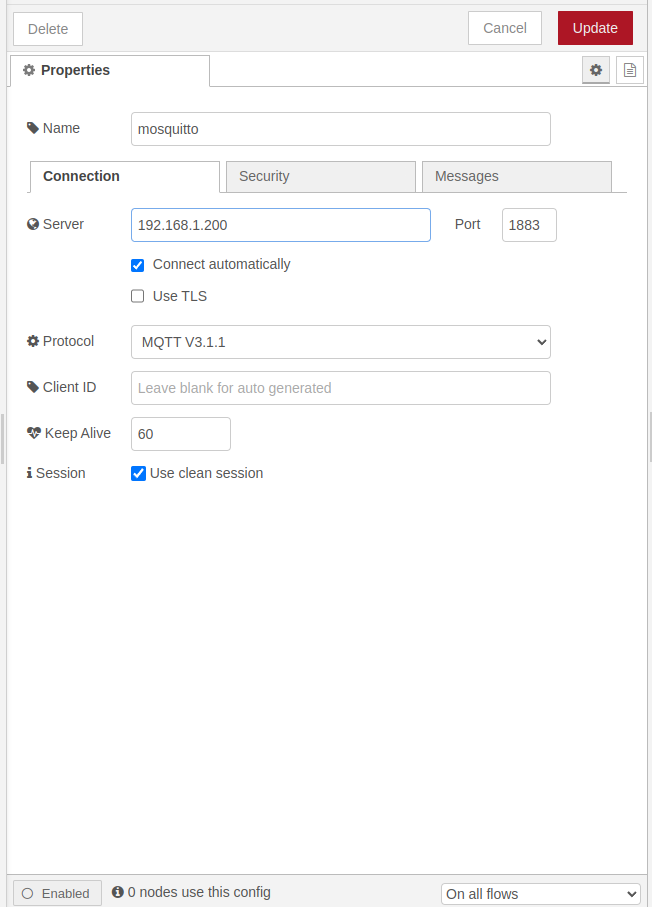 Delete Cancel Update
Properties
Name mosquitto
Connection Security Messages
Server 192.168.1.200 Port 1883
Connect automatically
Use TLS
Protocol MQTT V3.1.1
Client ID Leave blank for auto generated
Keep Alive 60
Session Use clean session
Enabled 0 nodes use this config On all flows